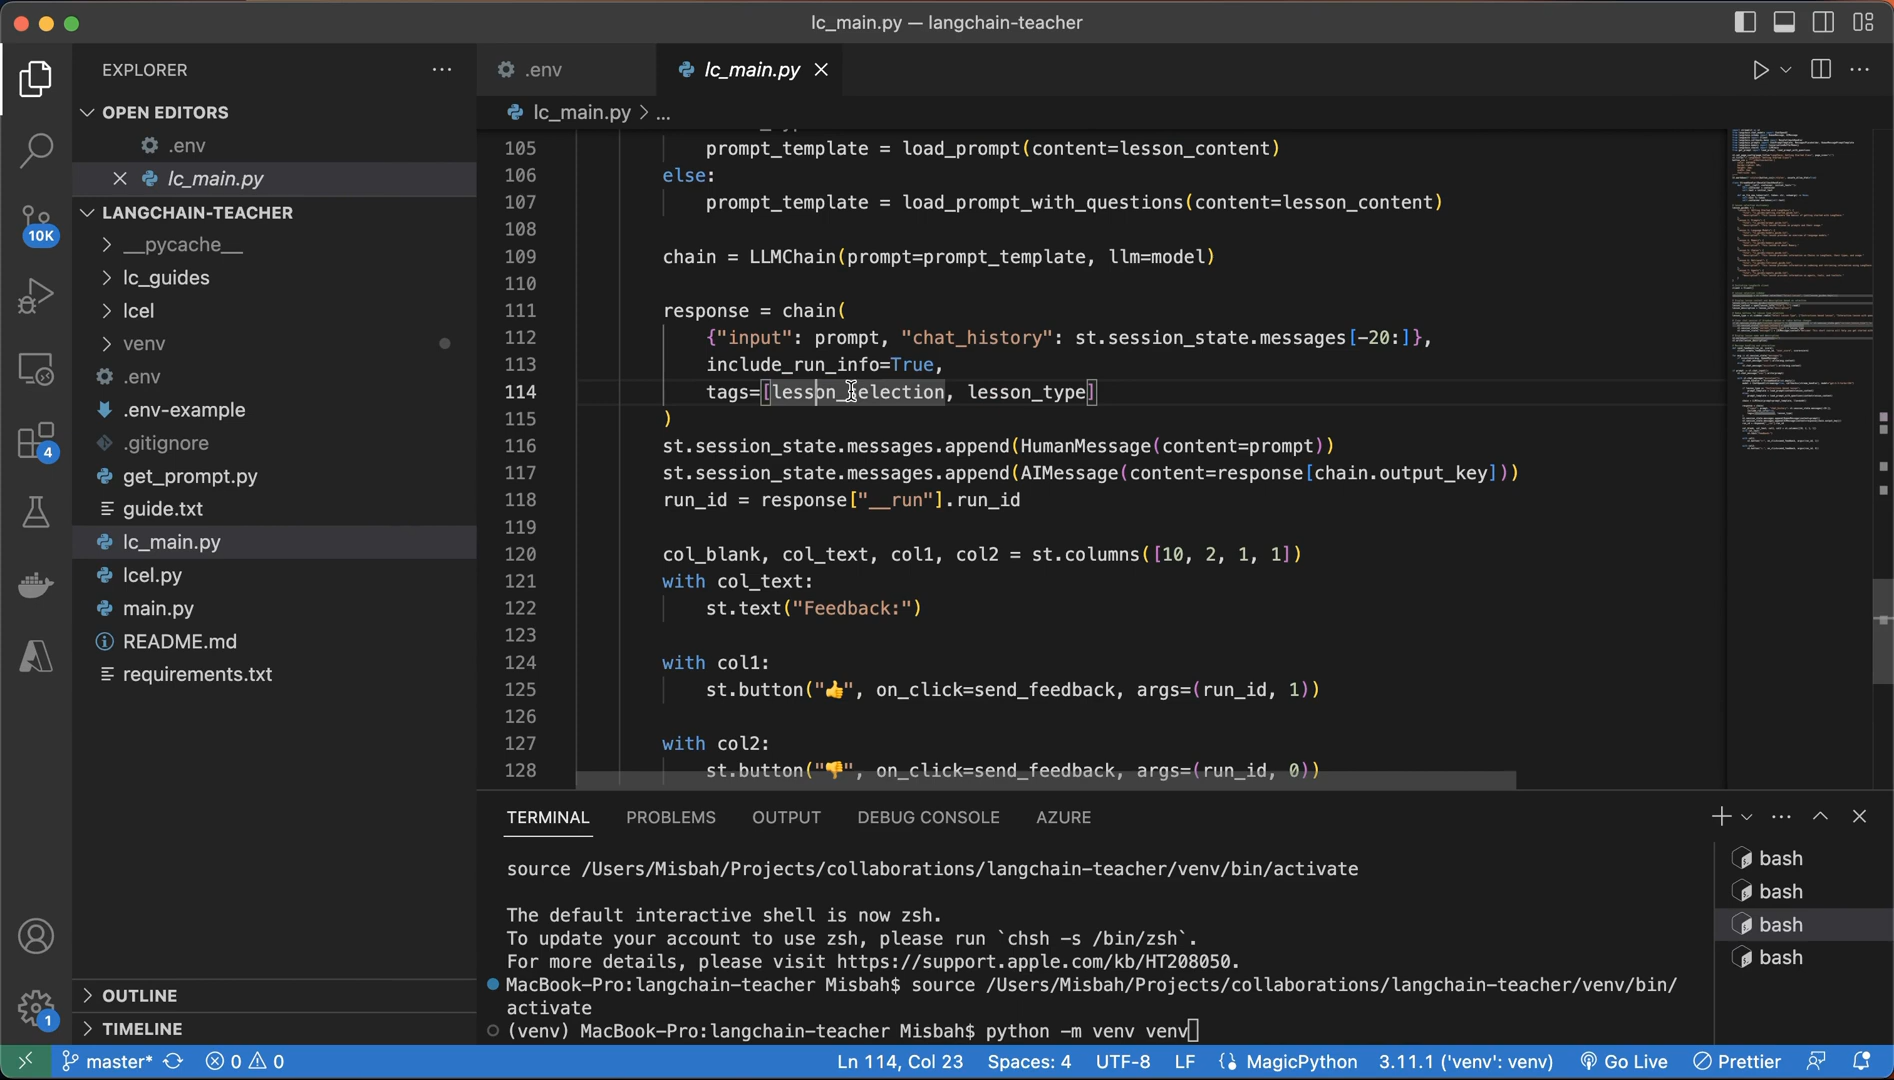 lc_main.py — langchain-teacher
EXPLORER
OPEN EDITORS
.env
lc_main.py
LANGCHAIN-TEACHER
__pycache__
lc_guides
lcel
venv
.env
.env-example
.gitignore
get_prompt.py
guide.txt
lc_main.py
lcel.py
main.py
README.md
requirements.txt
OUTLINE
TIMELINE
10K
4
1
.env
lc_main.py
lc_main.py > ...
105 prompt_template = load_prompt(content=lesson_content)
106 else:
107 prompt_template = load_prompt_with_questions(content=lesson_content)
108
109 chain = LLMChain(prompt=prompt_template, llm=model)
110
111 response = chain(
112 {"input": prompt, "chat_history": st.session_state.messages[-20:]},
113 include_run_info=True,
114 tags=[lesson_selection, lesson_type]
115 )
116 st.session_state.messages.append(HumanMessage(content=prompt))
117 st.session_state.messages.append(AIMessage(content=response[chain.output_key]))
118 run_id = response["__run"].run_id
119
120 col_blank, col_text, col1, col2 = st.columns([10, 2, 1, 1])
121 with col_text:
122 st.text("Feedback:")
123
124 with col1:
125 st.button("👍", on_click=send_feedback, args=(run_id, 1))
126
127 with col2:
128 st.button("👎", on_click=send_feedback, args=(run_id, 0))
TERMINAL PROBLEMS OUTPUT DEBUG CONSOLE AZURE
source /Users/Misbah/Projects/collaborations/langchain-teacher/venv/bin/activate
The default interactive shell is now zsh.
To update your account to use zsh, please run `chsh -s /bin/zsh`.
For more details, please visit https://support.apple.com/kb/HT208050.
MacBook-Pro:langchain-teacher Misbah$ source /Users/Misbah/Projects/collaborations/langchain-teacher/venv/bin/
activate
(venv) MacBook-Pro:langchain-teacher Misbah$ python -m venv venv
bash
bash
bash
bash
master* 0 0 Ln 114, Col 23 Spaces: 4 UTF-8 LF MagicPython 3.11.1 ('venv': venv) Go Live Prettier